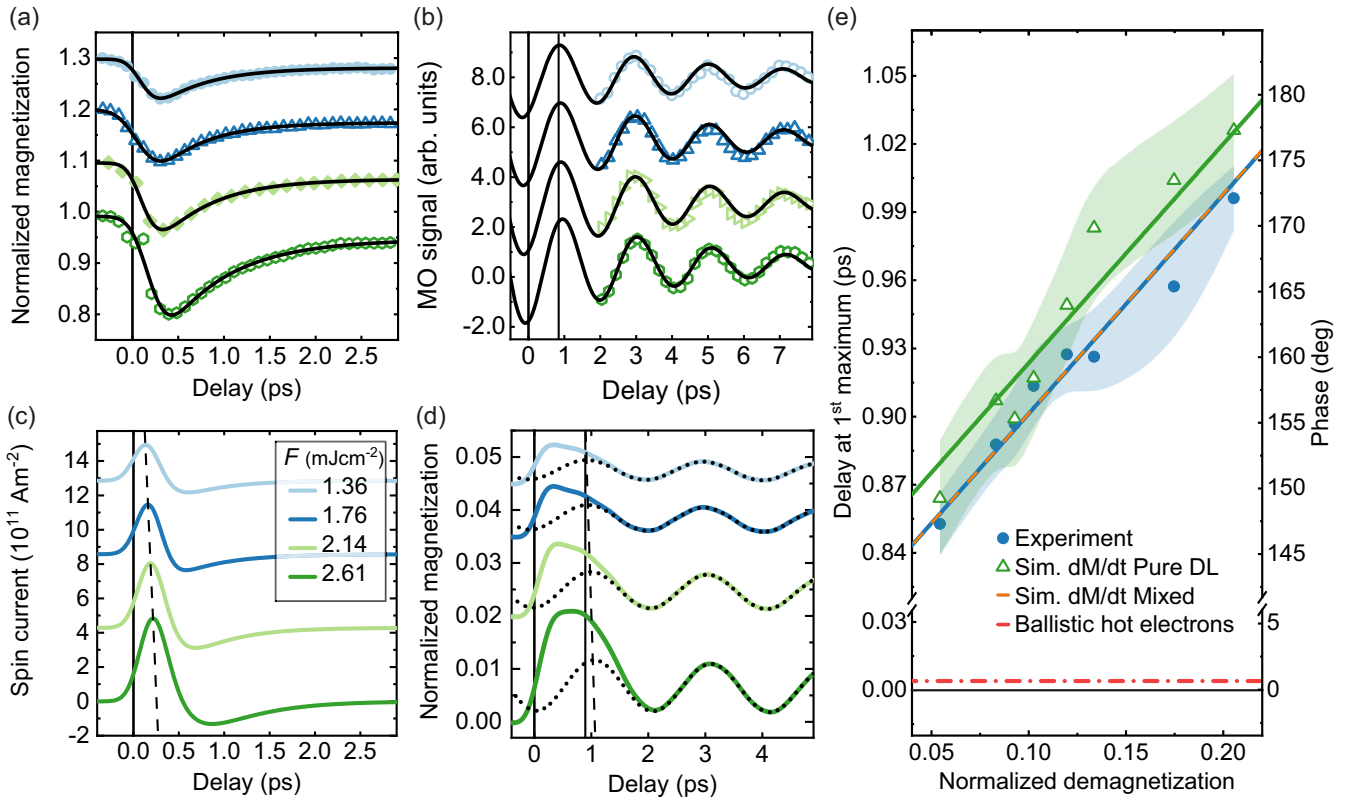 (a)
Normalized magnetization
1.3
1.2
1.1
1.0
0.9
0.8
0.0 0.5 1.0 1.5 2.0 2.5
Delay (ps)
(b)
MO signal (arb. units)
8.0
6.0
4.0
2.0
0.0
-2.0
0 1 2 3 4 5 6 7
Delay (ps)
(c)
Spin current (10¹¹ Am⁻²)
14
12
10
8
6
4
2
0
-2
0.0 0.5 1.0 1.5 2.0 2.5
Delay (ps)
F (mJcm⁻²)
1.36
1.76
2.14
2.61
(d)
Normalized magnetization
0.05
0.04
0.03
0.02
0.01
0.00
0 1 2 3 4
Delay (ps)
(e)
Delay at 1ˢᵗ maximum (ps)
1.05
1.02
0.99
0.96
0.93
0.90
0.87
0.84
0.03
0.00
0.05 0.10 0.15 0.20
Normalized demagnetization
Phase (deg)
180
175
170
165
160
155
150
145
5
0
Experiment
Sim. dM/dt Pure DL
Sim. dM/dt Mixed
Ballistic hot electrons